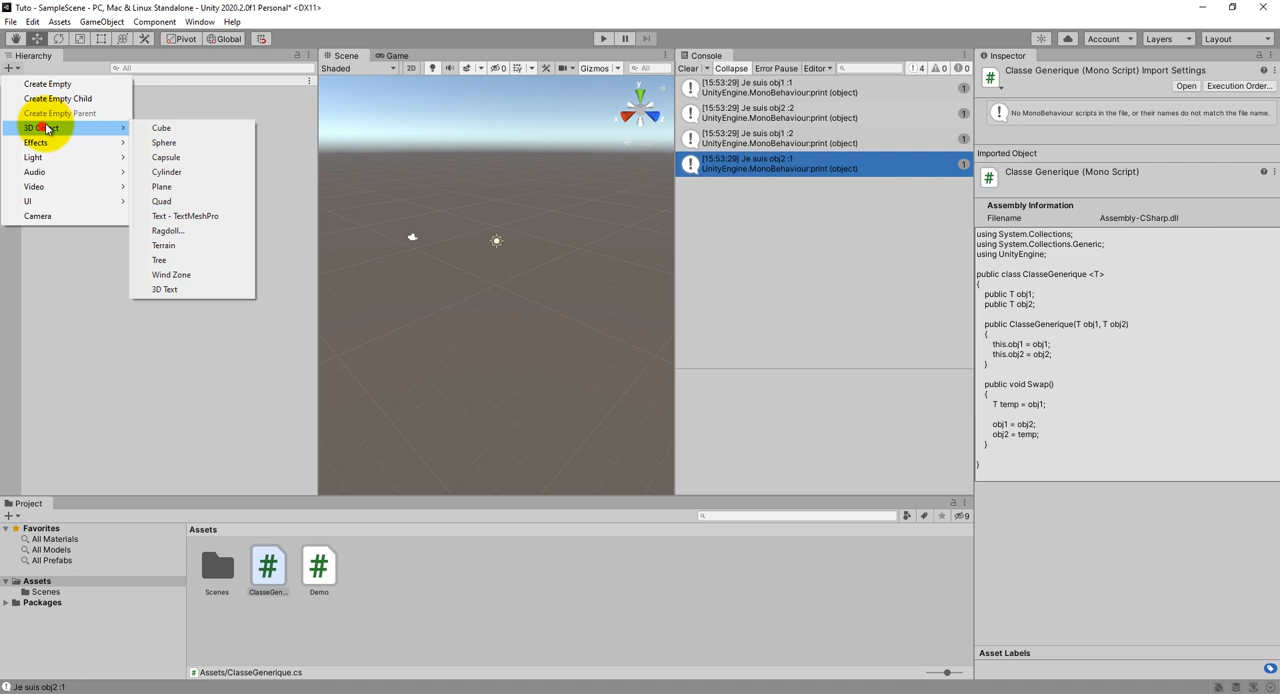 Tuto - SampleScene - PC, Mac & Linux Standalone - Unity 2020.2.0f1 Personal* <DX11>
File Edit Assets GameObject Component Window Help
Pivot Global Account Layers Layout
Hierarchy
All
Create Empty
Create Empty Child
Create Empty Parent
3D Object
Effects
Light
Audio
Video
UI
Camera
Cube
Sphere
Capsule
Cylinder
Plane
Quad
Text - TextMeshPro
Ragdoll...
Terrain
Tree
Wind Zone
3D Text
Scene Game
Shaded 2D 0 Gizmos All
y
x
z
Console
Clear Collapse Error Pause Editor 4 0 0
[15:53:29] Je suis obj1 :1
UnityEngine.MonoBehaviour:print (object)
1
[15:53:29] Je suis obj2 :2
UnityEngine.MonoBehaviour:print (object)
1
[15:53:29] Je suis obj1 :2
UnityEngine.MonoBehaviour:print (object)
1
[15:53:29] Je suis obj2 :1
UnityEngine.MonoBehaviour:print (object)
1
Inspector
Classe Generique (Mono Script) Import Settings
Open Execution Order...
No MonoBehaviour scripts in the file, or their names do not match the file name.
Imported Object
Classe Generique (Mono Script)
Assembly Information
Filename Assembly-CSharp.dll
using System.Collections;
using System.Collections.Generic;
using UnityEngine;
public class ClasseGenerique <T>
{
public T obj1;
public T obj2;
public ClasseGenerique(T obj1, T obj2)
{
this.obj1 = obj1;
this.obj2 = obj2;
}
public void Swap()
{
T temp = obj1;
obj1 = obj2;
obj2 = temp;
}
}
Asset Labels
Project
9
Favorites
All Materials
All Models
All Prefabs
Assets
Scenes
Packages
Assets
Scenes
ClasseGen...
Demo
Assets/ClasseGenerique.cs
Je suis obj2 :1